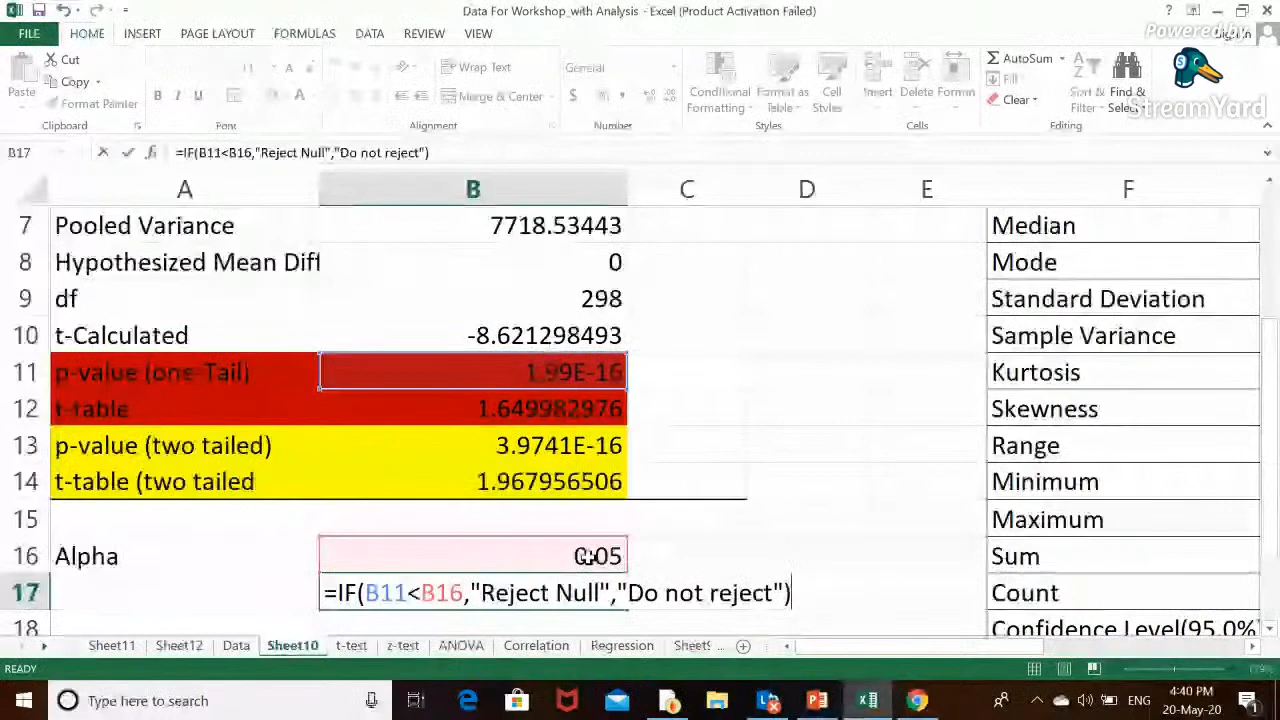 Data For Workshop_with Analysis - Excel (Product Activation Failed)
Powered by
StreamYard
FILE HOME INSERT PAGE LAYOUT FORMULAS DATA REVIEW VIEW
Paste
Cut
Copy
Format Painter
Clipboard
11
Font
Wrap Text
Merge & Center
Alignment
General
$ %
Number
Conditional Formatting
Format as Table
Cell Styles
Styles
Insert Delete Format
Cells
AutoSum
Fill
Clear
Sort & Filter
Find & Select
Editing
B17 fx =IF(B11<B16,"Reject Null","Do not reject")
A B C D E F
7 Pooled Variance 7718.53443 Median
8 Hypothesized Mean Diff 0 Mode
9 df 298 Standard Deviation
10 t-Calculated -8.621298493 Sample Variance
11 p-value (one-Tail) 1.99E-16 Kurtosis
12 t-table 1.649982976 Skewness
13 p-value (two tailed) 3.9741E-16 Range
14 t-table (two tailed 1.967956506 Minimum
15 Maximum
16 Alpha 0.05 Sum
17 =IF(B11<B16,"Reject Null","Do not reject") Count
18 Confidence Level(95.0%
Sheet11 Sheet12 Data Sheet10 t-test z-test ANOVA Correlation Regression Sheet9 ...
READY
Type here to search
ENG
4:40 PM
20-May-20